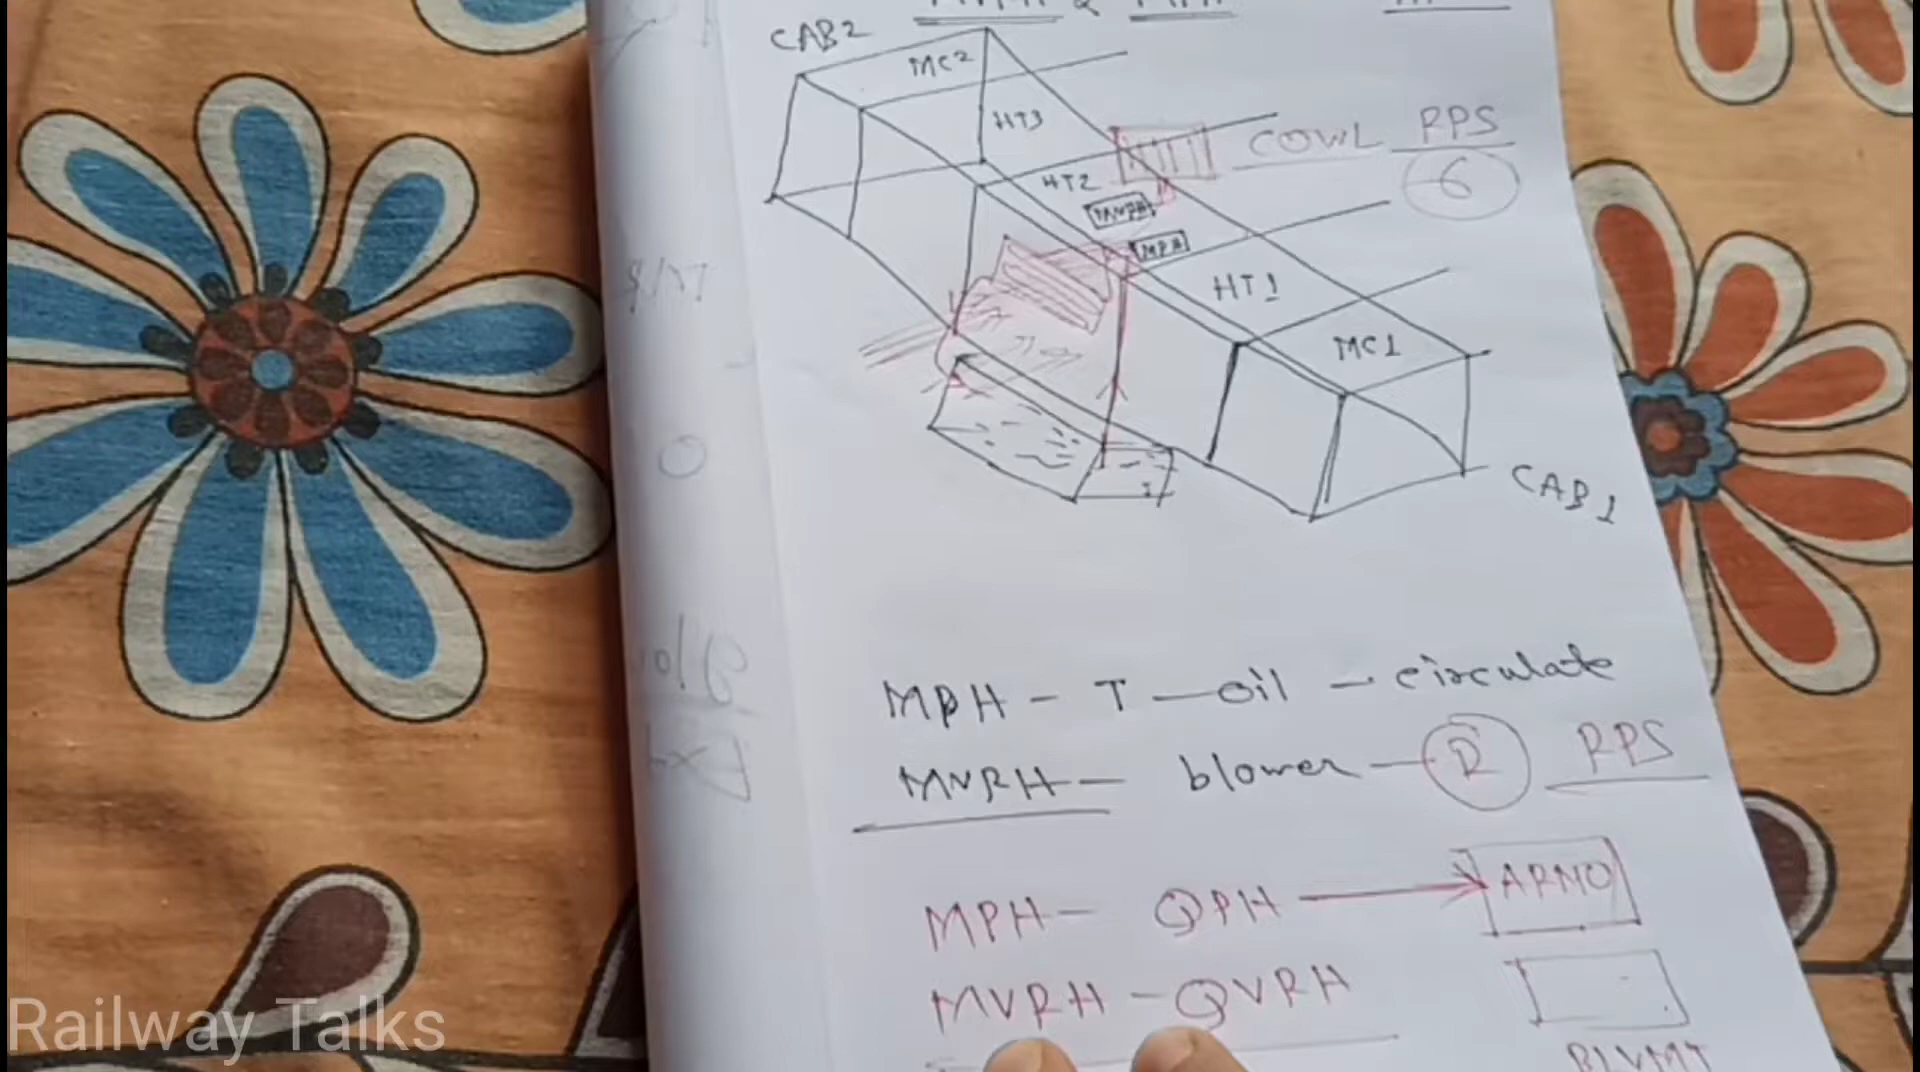 CAB2
MC2
HT3
COWL RPS
6
HT2
MVRH
MPH
HT1
MC1
CAB1
MPH - T - oil - circulate
MVRH - blower - R RPS
MPH - QPH → ARNO
MVRH - QVRH
BLVMT
Railway Talks